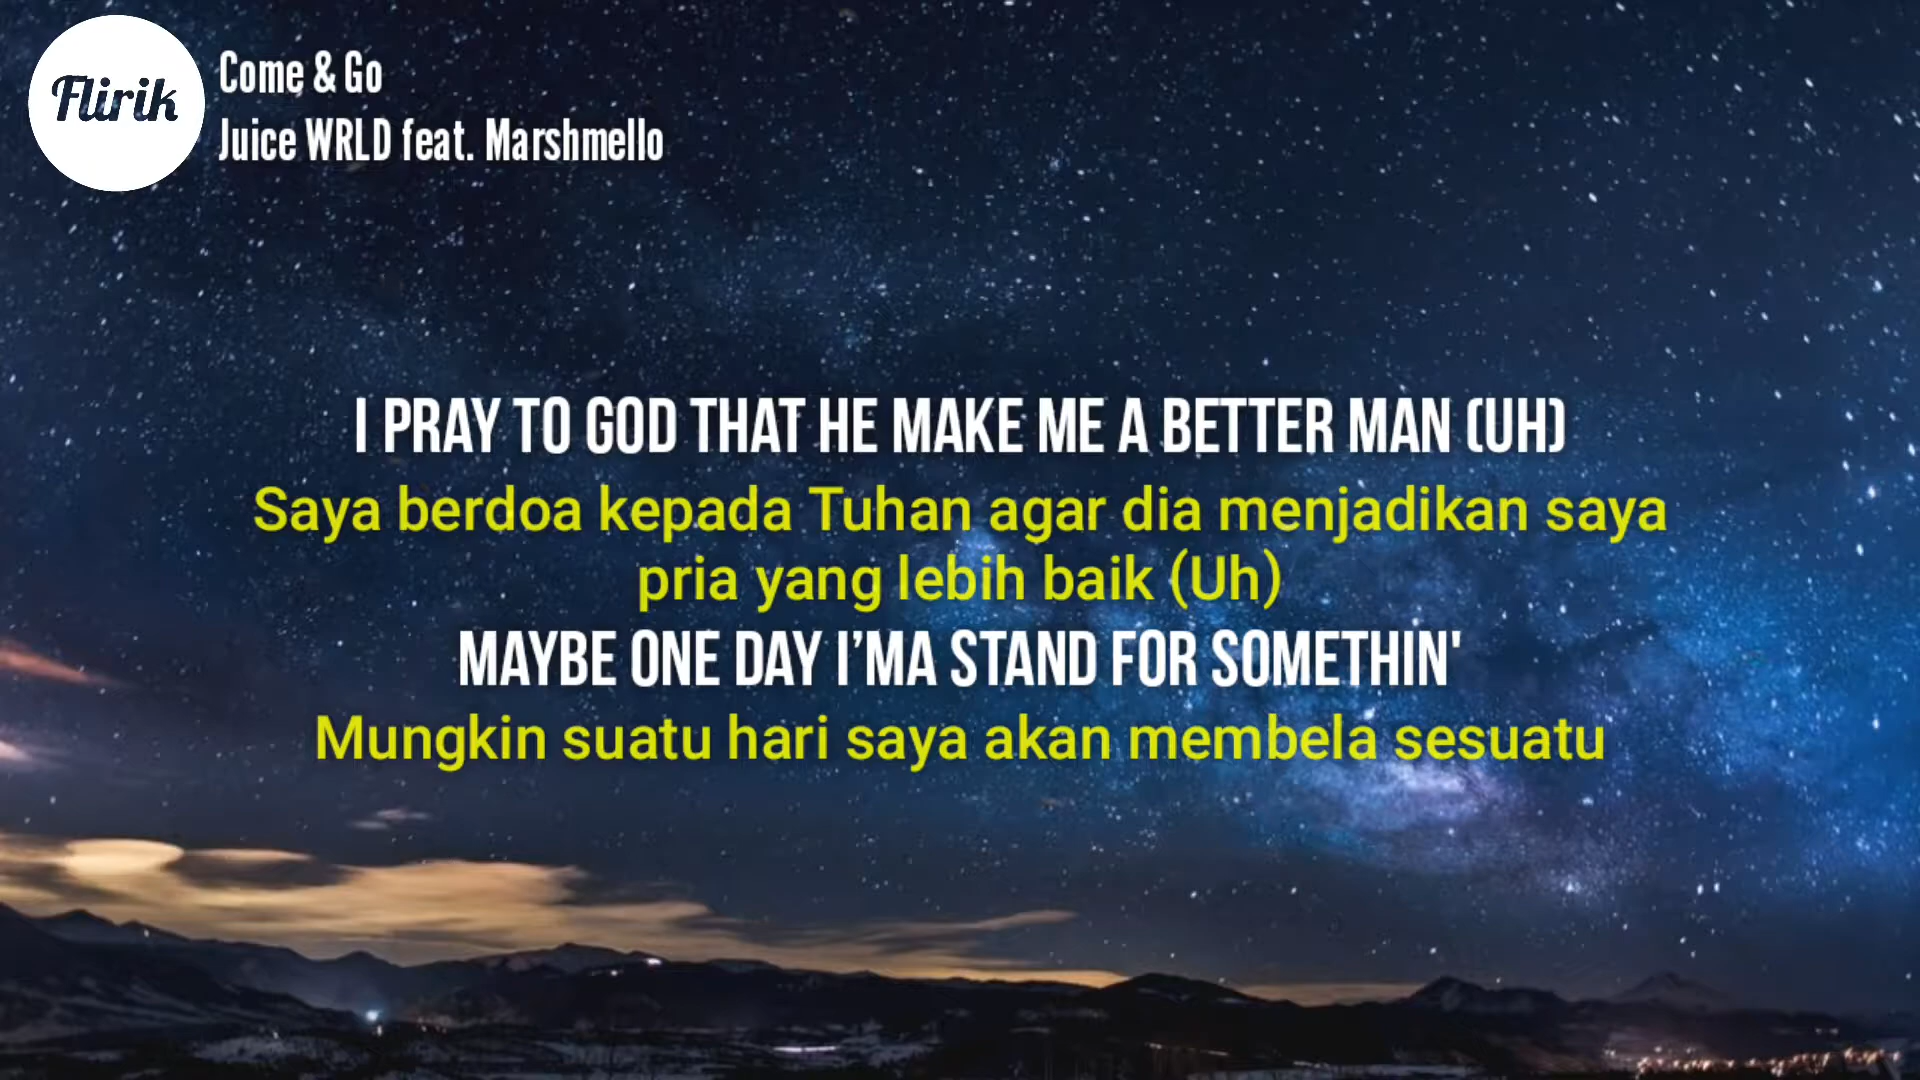 Flirik
Come & Go
Juice WRLD feat. Marshmello
I PRAY TO GOD THAT HE MAKE ME A BETTER MAN (UH)
Saya berdoa kepada Tuhan agar dia menjadikan saya
pria yang lebih baik (Uh)
MAYBE ONE DAY I’MA STAND FOR SOMETHIN'
Mungkin suatu hari saya akan membela sesuatu